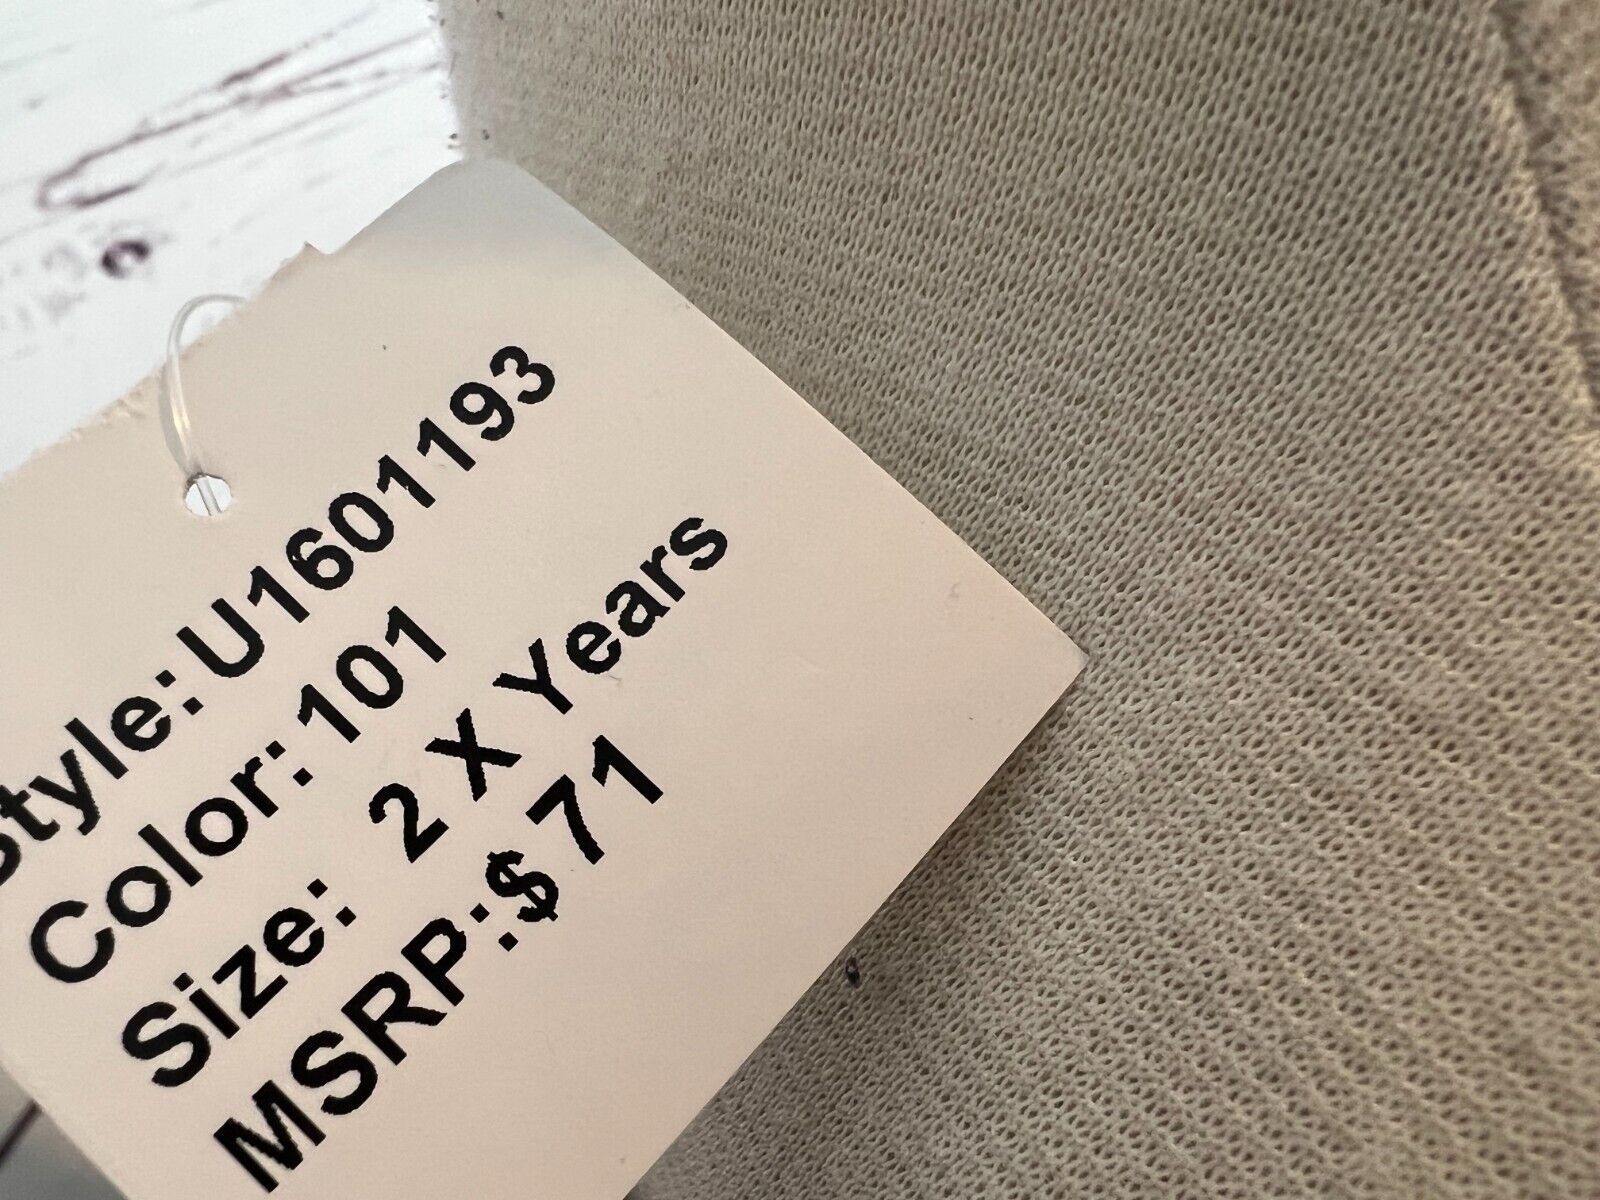 Style: U1601193
Color: 101
Size: 2 X Years
MSRP:$ 71